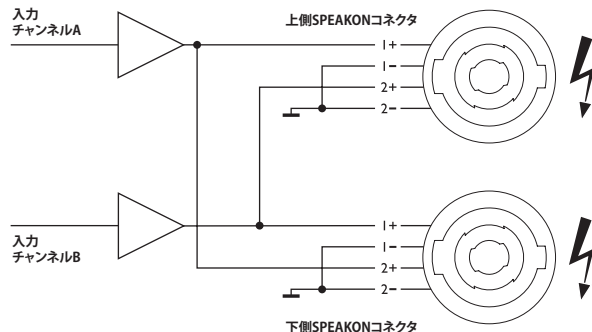 入力
チャンネルA
上側SPEAKONコネクタ
1+
1−
2+
2−
入力
チャンネルB
1+
1−
2+
2−
下側SPEAKONコネクタ